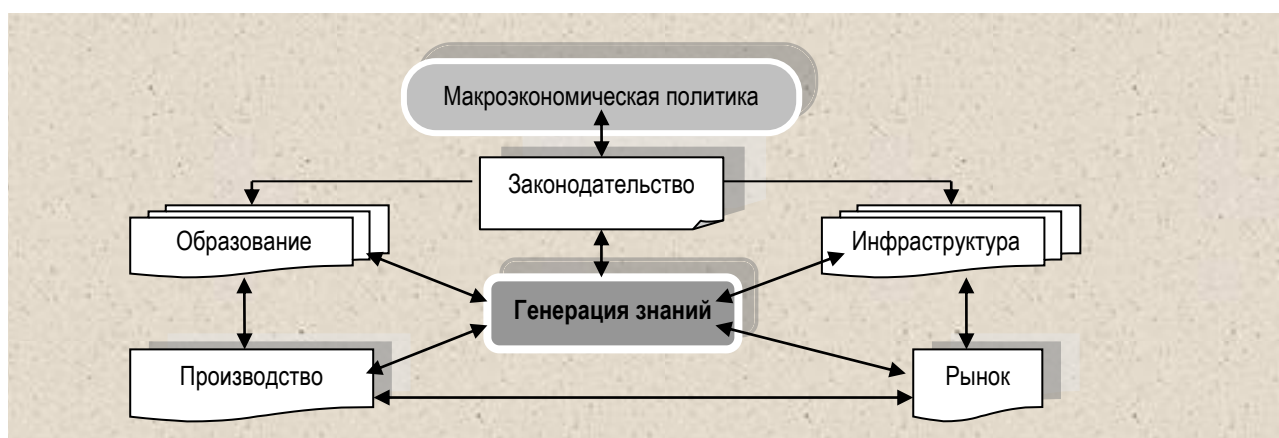 Макроэкономическая политика
Законодательство
Образование
Инфраструктура
Генерация знаний
Производство
Рынок